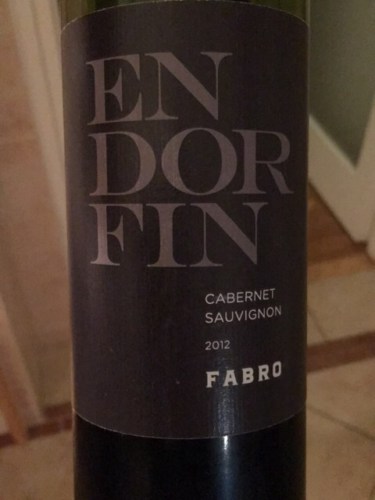 EN
DOR
FIN
CABERNET
SAUVIGNON
2012
FABRO